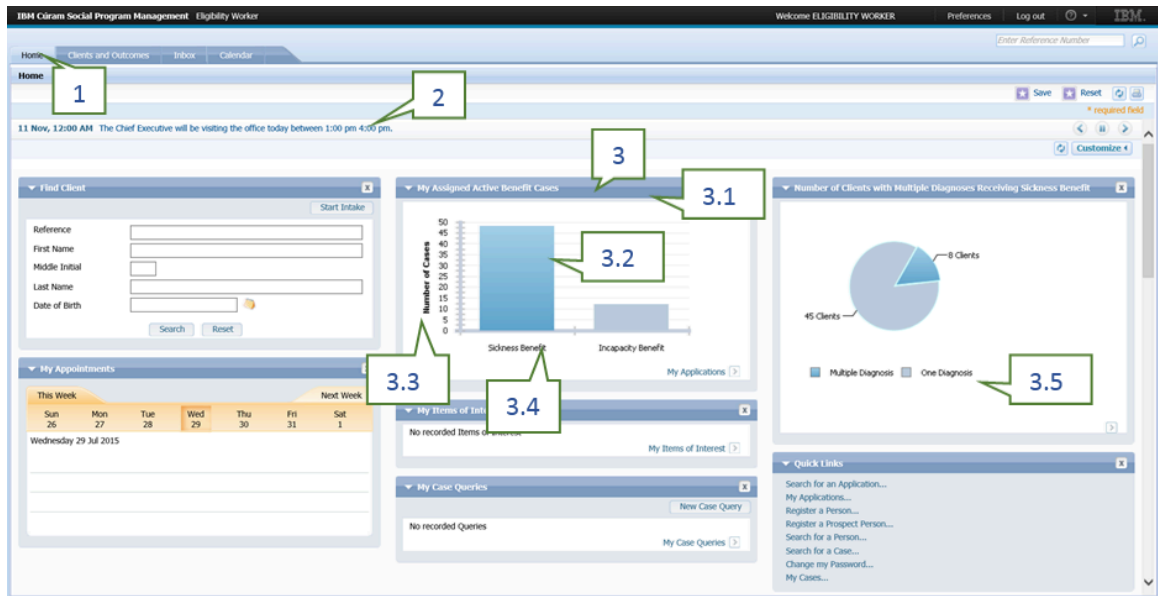 IBM Cúram Social Program Management Eligibility Worker
Welcome ELIGIBILITY WORKER Preferences Log out IBM.
Enter Reference Number
Home Clients and Outcomes Inbox Calendar
Home
1
2
Save Reset
* required field
11 Nov, 12:00 AM The Chief Executive will be visiting the office today between 1:00 pm 4:00 pm.
Customize
Find Client
Start Intake
Reference
First Name
Middle Initial
Last Name
Date of Birth
Search Reset
My Appointments
This Week Next Week
Sun Mon Tue Wed Thu Fri Sat
26 27 28 29 30 31 1
Wednesday 29 Jul 2015
3
My Assigned Active Benefit Cases
3.1
Number of Cases
50
45
40
35
30
25
20
15
10
5
0
3.2
Sickness Benefit Incapacity Benefit
3.3
3.4
My Applications
My Items of Int
No recorded Items of Interest
My Items of Interest
My Case Queries
New Case Query
No recorded Queries
My Case Queries
Number of Clients with Multiple Diagnoses Receiving Sickness Benefit
8 Clients
45 Clients
Multiple Diagnosis One Diagnosis
3.5
Quick Links
Search for an Application...
My Applications...
Register a Person...
Register a Prospect Person...
Search for a Person...
Search for a Case...
Change my Password...
My Cases...